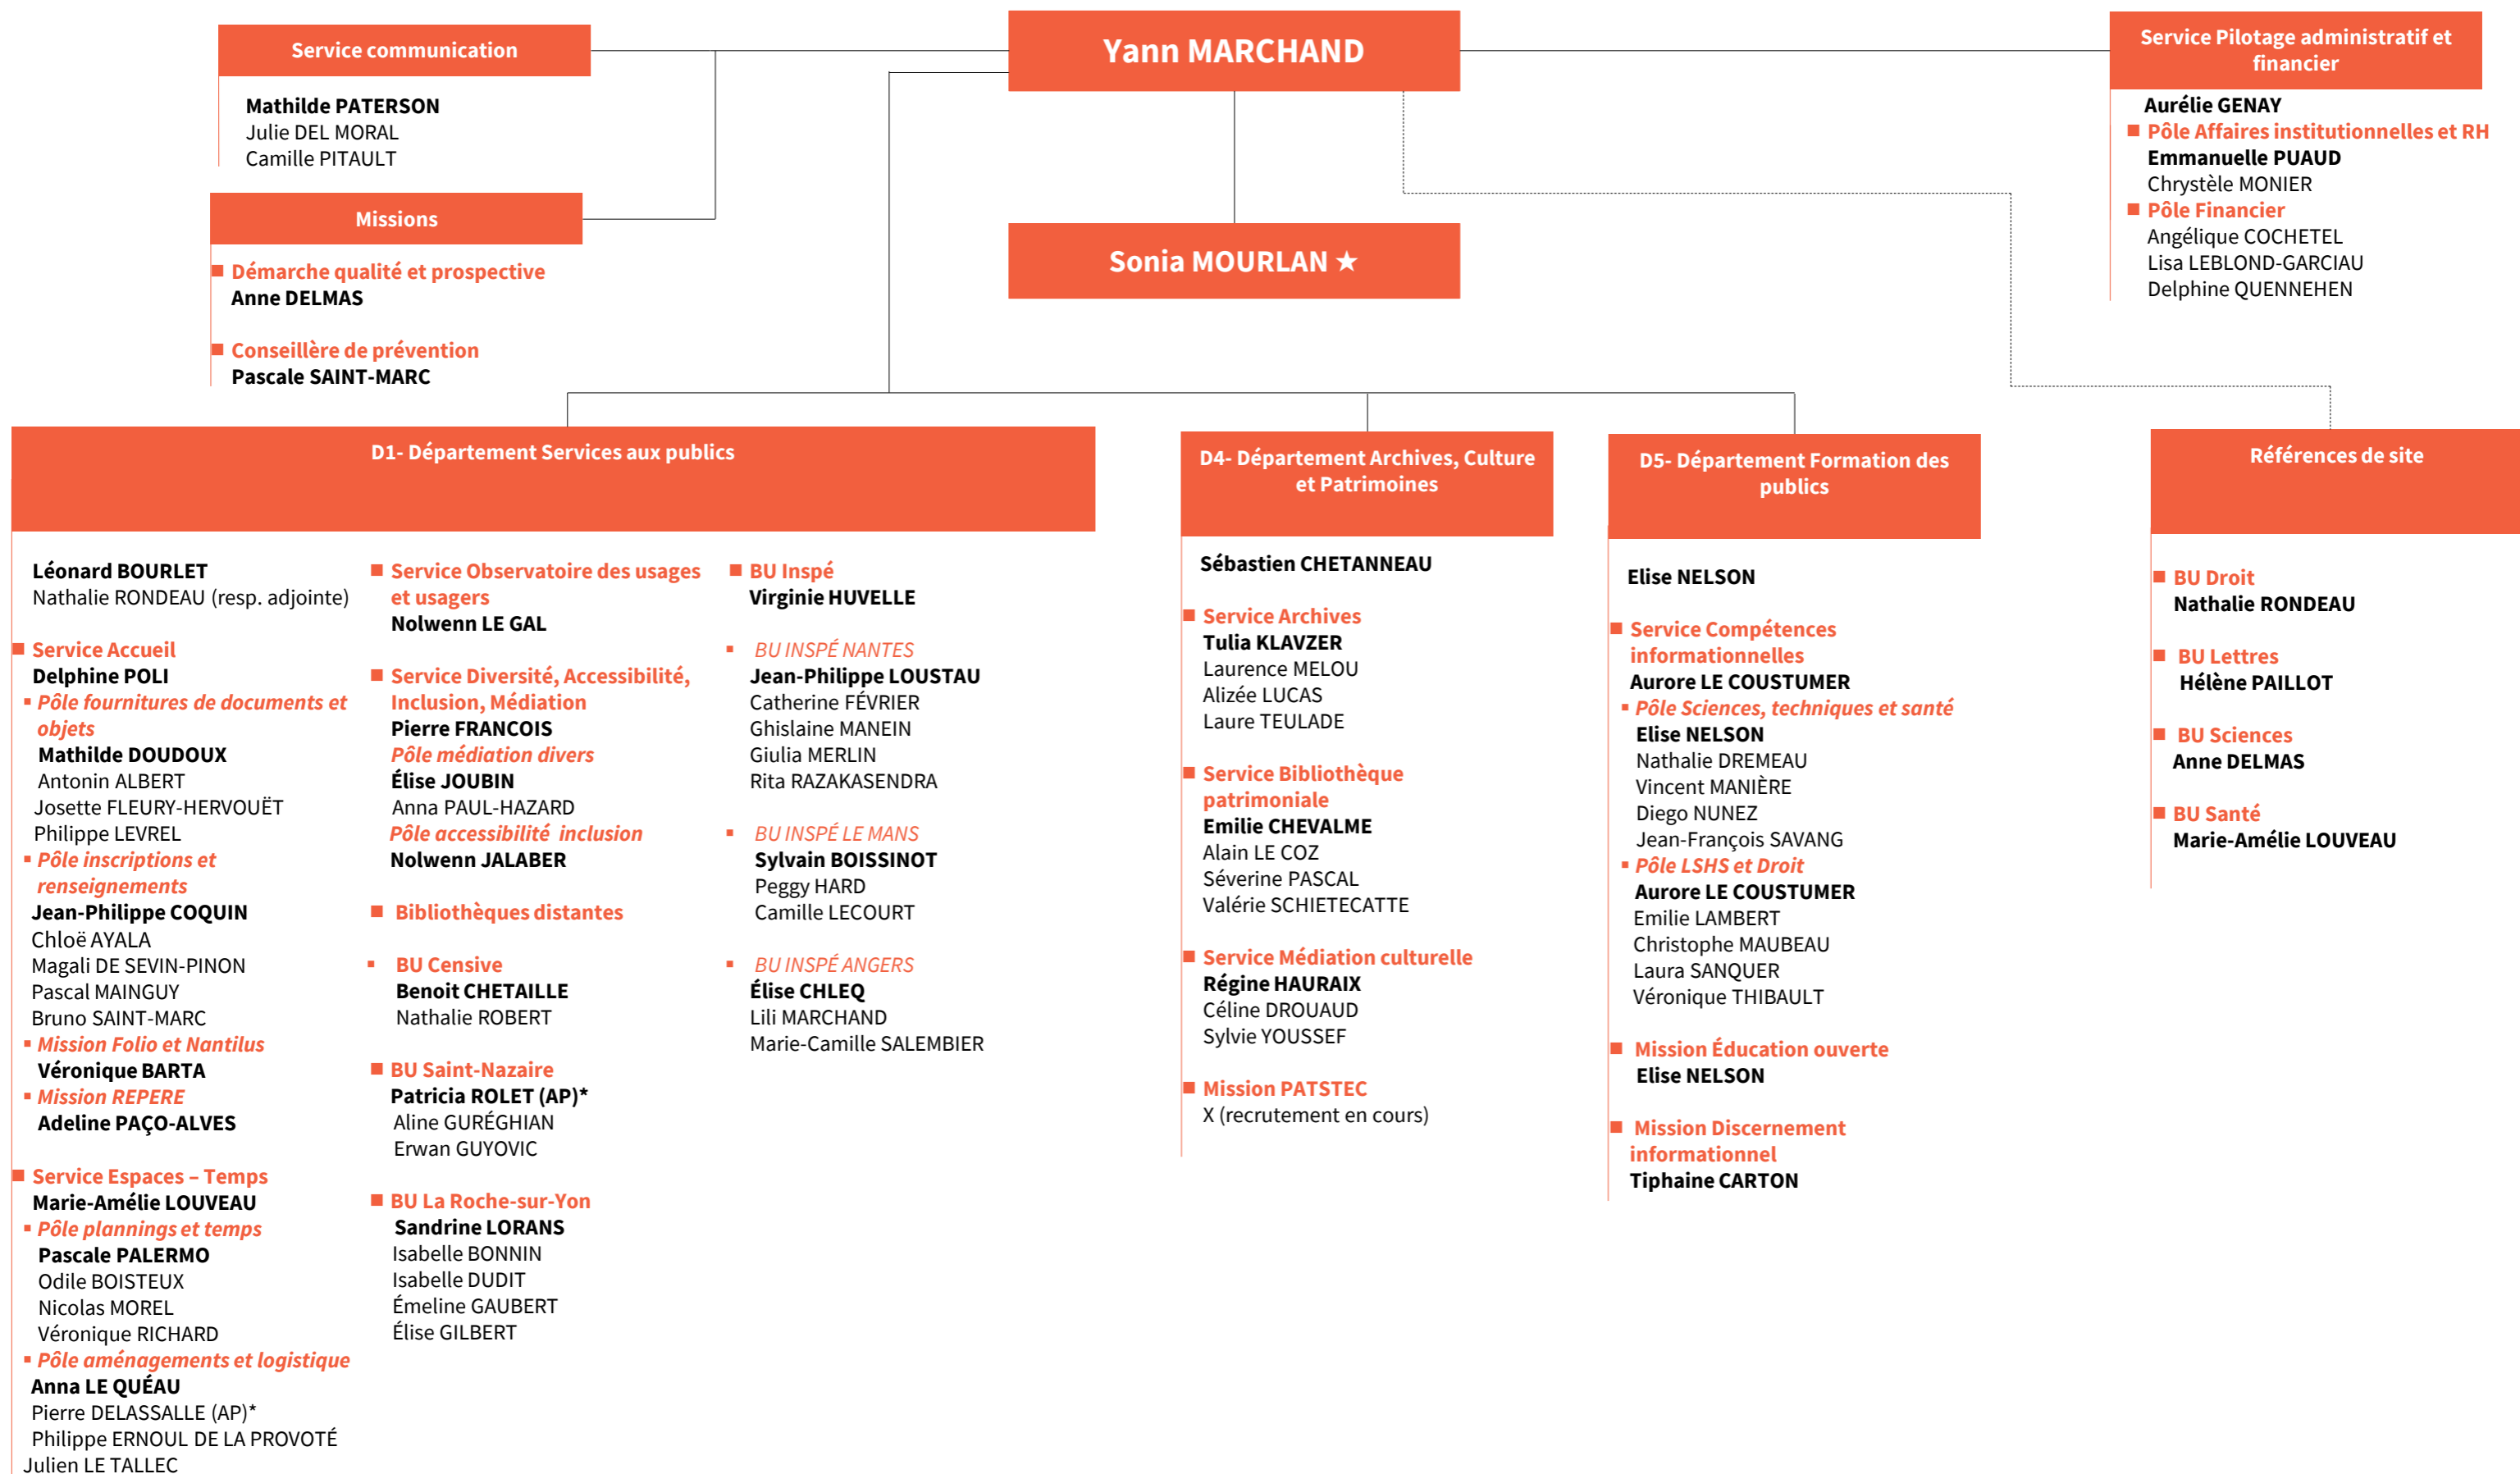 Service communication
Mathilde PATERSON
Julie DEL MORAL
Camille PITAULT
Missions
■ Démarche qualité et prospective
Anne DELMAS
■ Conseillère de prévention
Pascale SAINT-MARC
Yann MARCHAND
Sonia MOURLAN ★
Service Pilotage administratif et
financier
Aurélie GENAY
■ Pôle Affaires institutionnelles et RH
Emmanuelle PUAUD
Chrystèle MONIER
■ Pôle Financier
Angélique COCHETEL
Lisa LEBLOND-GARCIAU
Delphine QUENNEHEN
D1- Département Services aux publics
Léonard BOURLET
Nathalie RONDEAU (resp. adjointe)
■ Service Accueil
Delphine POLI
▪ Pôle fournitures de documents et
objets
Mathilde DOUDOUX
Antonin ALBERT
Josette FLEURY-HERVOUËT
Philippe LEVREL
▪ Pôle inscriptions et
renseignements
Jean-Philippe COQUIN
Chloë AYALA
Magali DE SEVIN-PINON
Pascal MAINGUY
Bruno SAINT-MARC
▪ Mission Folio et Nantilus
Véronique BARTA
▪ Mission REPERE
Adeline PAÇO-ALVES
■ Service Espaces – Temps
Marie-Amélie LOUVEAU
▪ Pôle plannings et temps
Pascale PALERMO
Odile BOISTEUX
Nicolas MOREL
Véronique RICHARD
▪ Pôle aménagements et logistique
Anna LE QUÉAU
Pierre DELASSALLE (AP)*
Philippe ERNOUL DE LA PROVOTÉ
Julien LE TALLEC
■ Service Observatoire des usages
et usagers
Nolwenn LE GAL
■ Service Diversité, Accessibilité,
Inclusion, Médiation
Pierre FRANCOIS
Pôle médiation divers
Élise JOUBIN
Anna PAUL-HAZARD
Pôle accessibilité inclusion
Nolwenn JALABER
■ Bibliothèques distantes
▪ BU Censive
Benoit CHETAILLE
Nathalie ROBERT
■ BU Saint-Nazaire
Patricia ROLET (AP)*
Aline GURÉGHIAN
Erwan GUYOVIC
■ BU La Roche-sur-Yon
Sandrine LORANS
Isabelle BONNIN
Isabelle DUDIT
Émeline GAUBERT
Élise GILBERT
■ BU Inspé
Virginie HUVELLE
▪ BU INSPÉ NANTES
Jean-Philippe LOUSTAU
Catherine FÉVRIER
Ghislaine MANEIN
Giulia MERLIN
Rita RAZAKASENDRA
▪ BU INSPÉ LE MANS
Sylvain BOISSINOT
Peggy HARD
Camille LECOURT
▪ BU INSPÉ ANGERS
Élise CHLEQ
Lili MARCHAND
Marie-Camille SALEMBIER
D4- Département Archives, Culture
et Patrimoines
Sébastien CHETANNEAU
■ Service Archives
Tulia KLAVZER
Laurence MELOU
Alizée LUCAS
Laure TEULADE
■ Service Bibliothèque
patrimoniale
Emilie CHEVALME
Alain LE COZ
Séverine PASCAL
Valérie SCHIETECATTE
■ Service Médiation culturelle
Régine HAURAIX
Céline DROUAUD
Sylvie YOUSSEF
■ Mission PATSTEC
X (recrutement en cours)
D5- Département Formation des
publics
Elise NELSON
■ Service Compétences
informationnelles
Aurore LE COUSTUMER
▪ Pôle Sciences, techniques et santé
Elise NELSON
Nathalie DREMEAU
Vincent MANIÈRE
Diego NUNEZ
Jean-François SAVANG
▪ Pôle LSHS et Droit
Aurore LE COUSTUMER
Emilie LAMBERT
Christophe MAUBEAU
Laura SANQUER
Véronique THIBAULT
■ Mission Éducation ouverte
Elise NELSON
■ Mission Discernement
informationnel
Tiphaine CARTON
Références de site
■ BU Droit
Nathalie RONDEAU
■ BU Lettres
Hélène PAILLOT
■ BU Sciences
Anne DELMAS
■ BU Santé
Marie-Amélie LOUVEAU